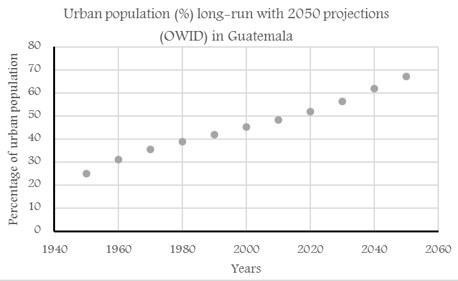 Urban population (%) long-run with 2050 projections
(OWID) in Guatemala
Percentage of urban population
80
70
60
50
40
30
20
10
0
1940 1960 1980 2000 2020 2040 2060
Years